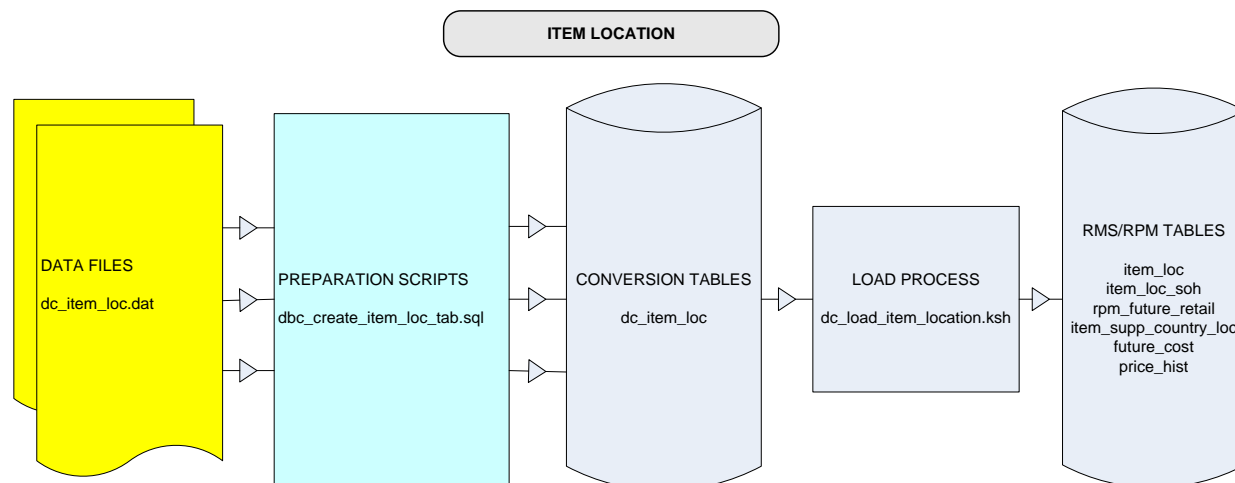 ITEM LOCATION
DATA FILES
dc_item_loc.dat
PREPARATION SCRIPTS
dbc_create_item_loc_tab.sql
CONVERSION TABLES
dc_item_loc
LOAD PROCESS
dc_load_item_location.ksh
RMS/RPM TABLES
item_loc
item_loc_soh
rpm_future_retail
item_supp_country_loc
future_cost
price_hist